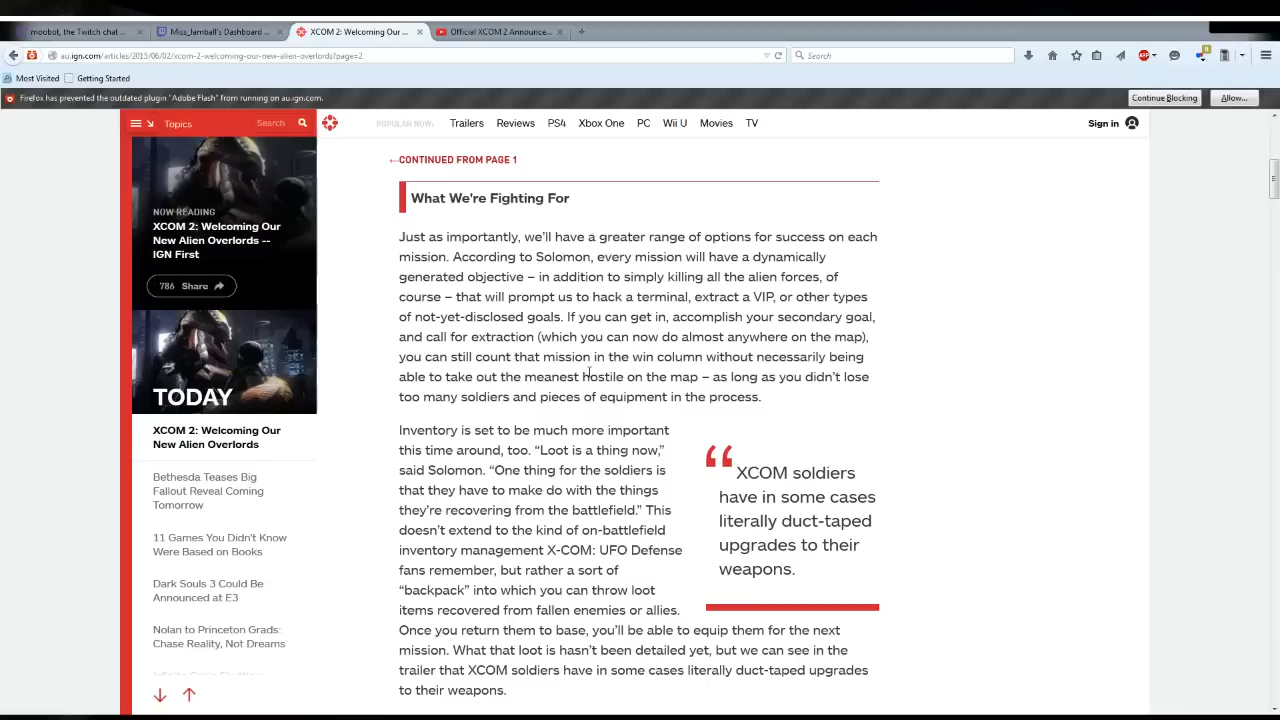 moobot, the Twitch chat ...
Miss_Jamball's Dashboard ...
XCOM 2: Welcoming Our ...
Official XCOM 2 Announce...
au.ign.com/articles/2015/06/02/xcom-2-welcoming-our-new-alien-overlords?page=2
Search
Most Visited
Getting Started
Firefox has prevented the outdated plugin "Adobe Flash" from running on au.ign.com.
Continue Blocking
Allow...
Topics
Search
POPULAR NOW:
Trailers
Reviews
PS4
Xbox One
PC
Wii U
Movies
TV
Sign in
NOW READING
XCOM 2: Welcoming Our
New Alien Overlords --
IGN First
786 Share
TODAY
XCOM 2: Welcoming Our
New Alien Overlords
Bethesda Teases Big
Fallout Reveal Coming
Tomorrow
11 Games You Didn't Know
Were Based on Books
Dark Souls 3 Could Be
Announced at E3
Nolan to Princeton Grads:
Chase Reality, Not Dreams
←CONTINUED FROM PAGE 1
What We're Fighting For
Just as importantly, we'll have a greater range of options for success on each
mission. According to Solomon, every mission will have a dynamically
generated objective – in addition to simply killing all the alien forces, of
course – that will prompt us to hack a terminal, extract a VIP, or other types
of not-yet-disclosed goals. If you can get in, accomplish your secondary goal,
and call for extraction (which you can now do almost anywhere on the map),
you can still count that mission in the win column without necessarily being
able to take out the meanest hostile on the map – as long as you didn't lose
too many soldiers and pieces of equipment in the process.
Inventory is set to be much more important
this time around, too. “Loot is a thing now,”
said Solomon. “One thing for the soldiers is
that they have to make do with the things
they're recovering from the battlefield.” This
doesn't extend to the kind of on-battlefield
inventory management X-COM: UFO Defense
fans remember, but rather a sort of
“backpack” into which you can throw loot
items recovered from fallen enemies or allies.
Once you return them to base, you'll be able to equip them for the next
mission. What that loot is hasn't been detailed yet, but we can see in the
trailer that XCOM soldiers have in some cases literally duct-taped upgrades
to their weapons.
“ XCOM soldiers
have in some cases
literally duct-taped
upgrades to their
weapons.